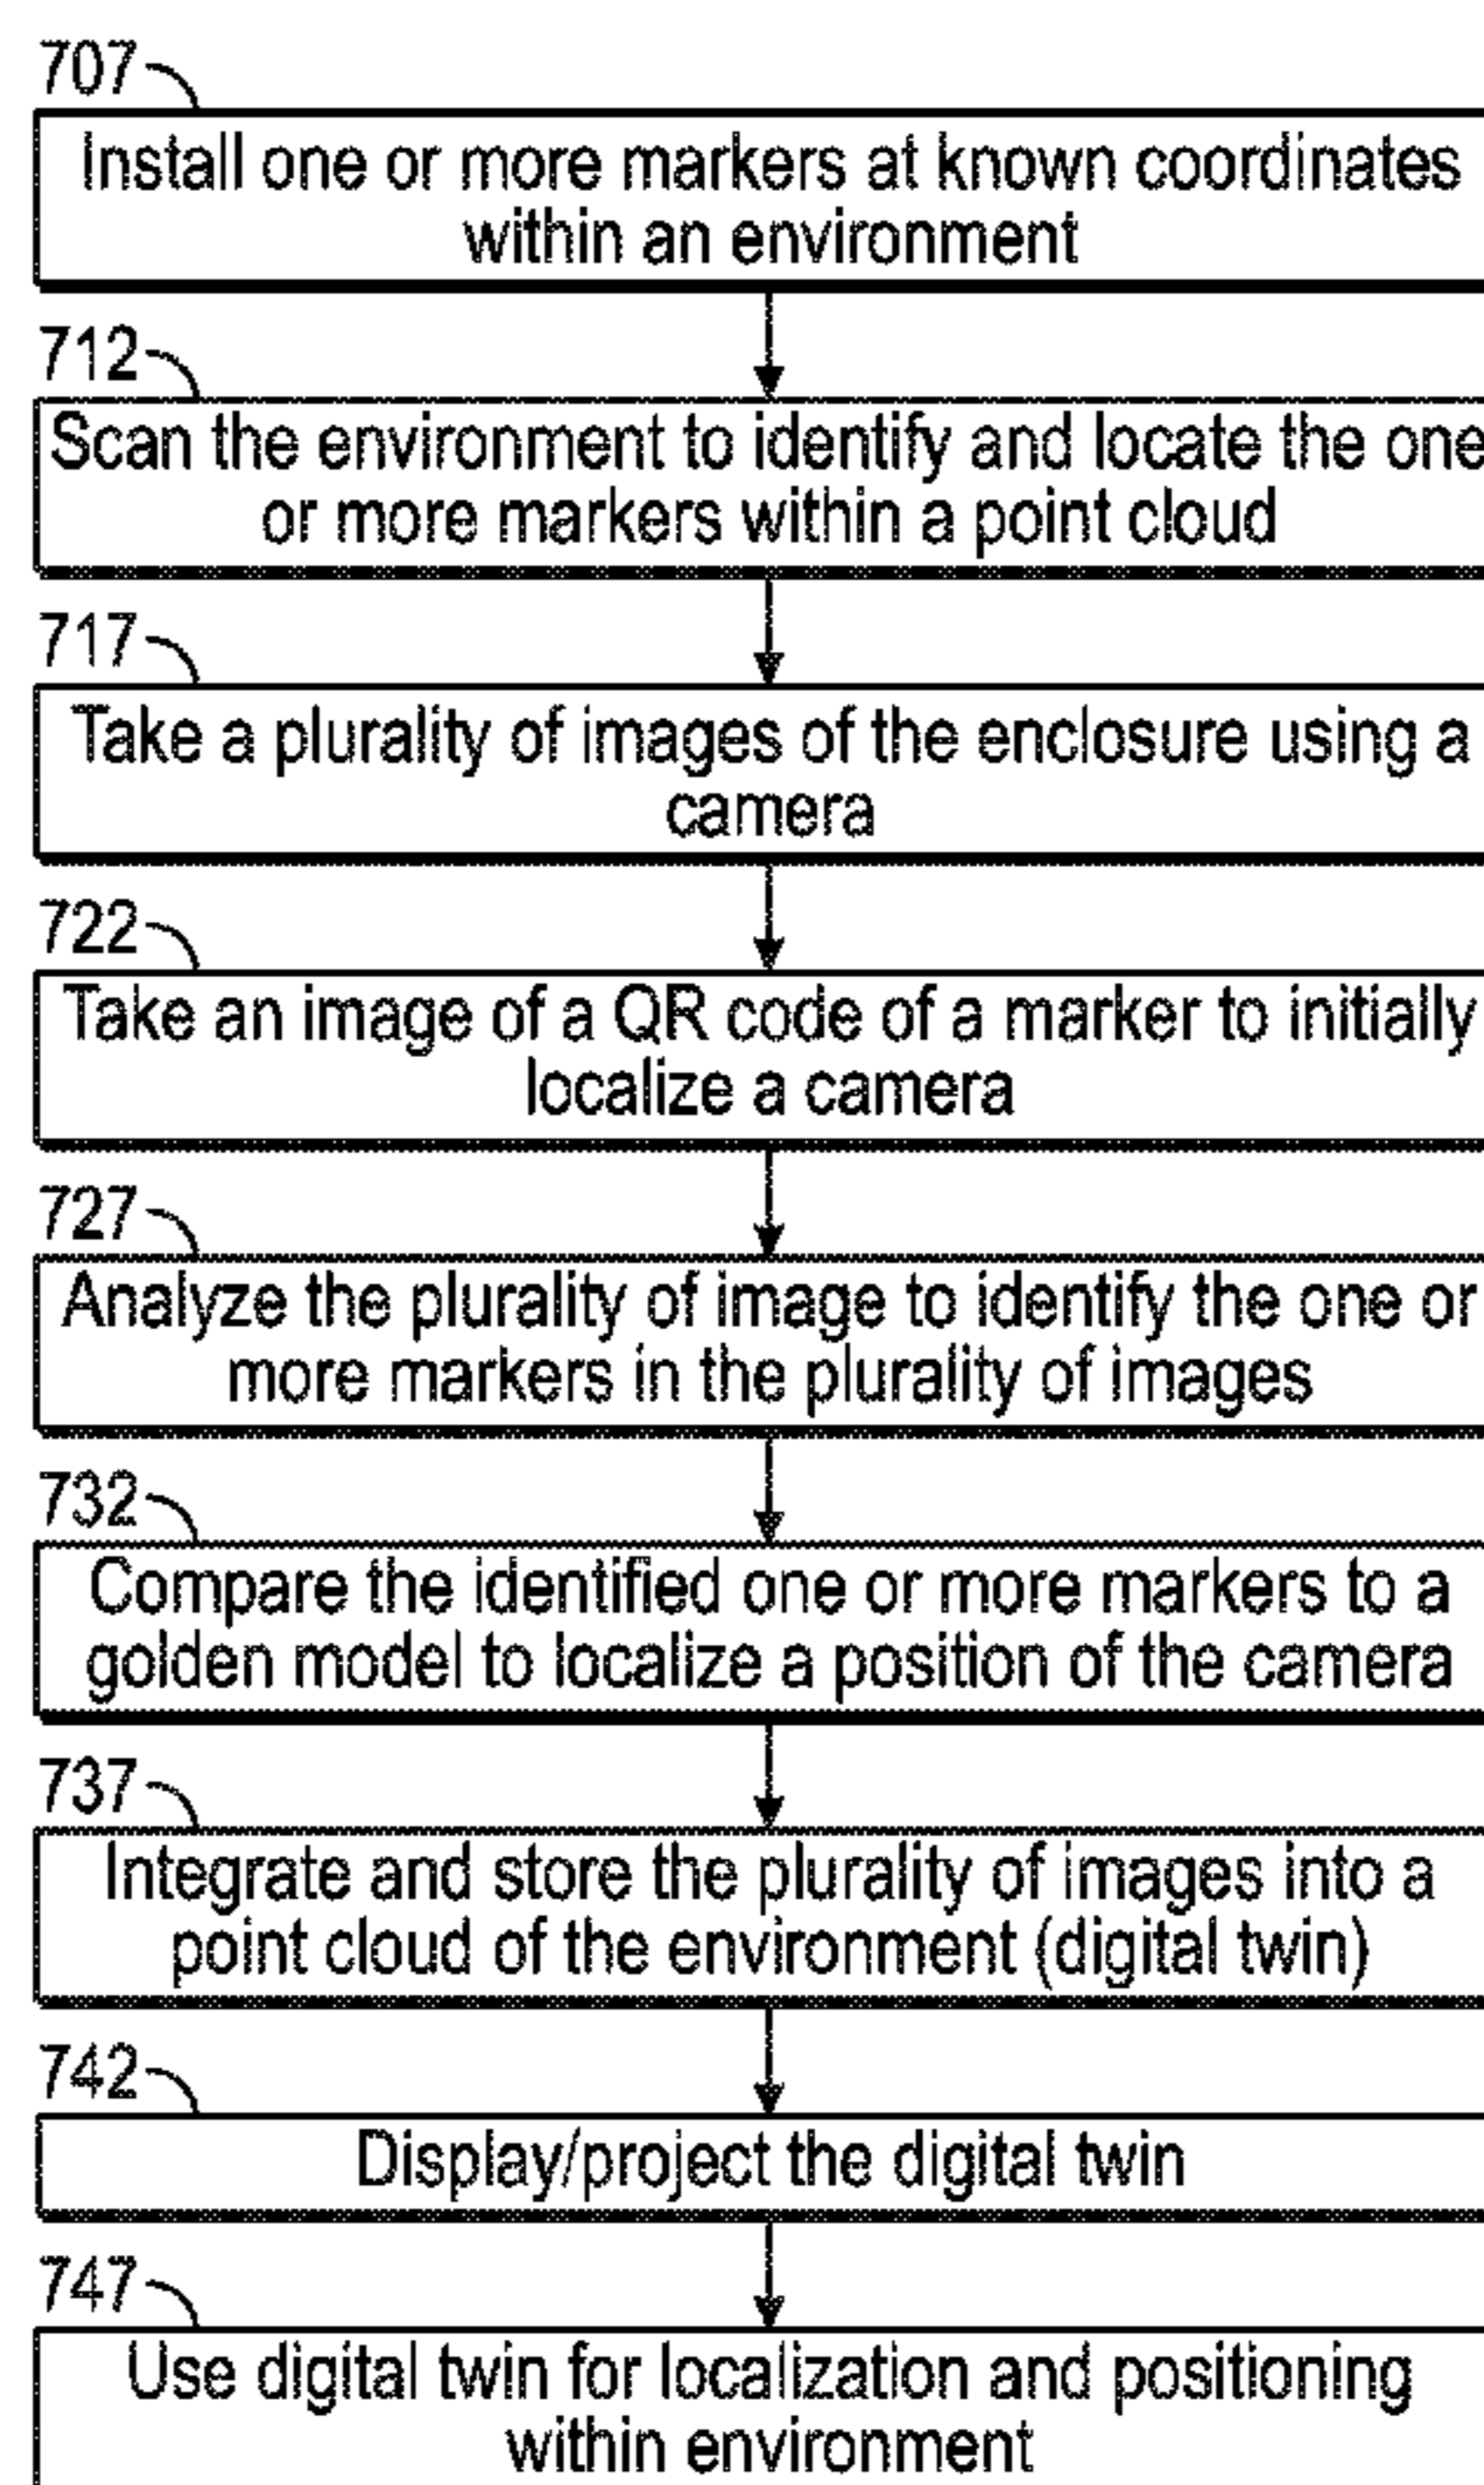 707
Install one or more markers at known coordinates
within an environment
712
Scan the environment to identify and locate the one
or more markers within a point cloud
717
Take a plurality of images of the enclosure using a
camera
722
Take an image of a QR code of a marker to initially
localize a camera
727
Analyze the plurality of image to identify the one or
more markers in the plurality of images
732
Compare the identified one or more markers to a
golden model to localize a position of the camera
737
Integrate and store the plurality of images into a
point cloud of the environment (digital twin)
742
Display/project the digital twin
747
Use digital twin for localization and positioning
within environment